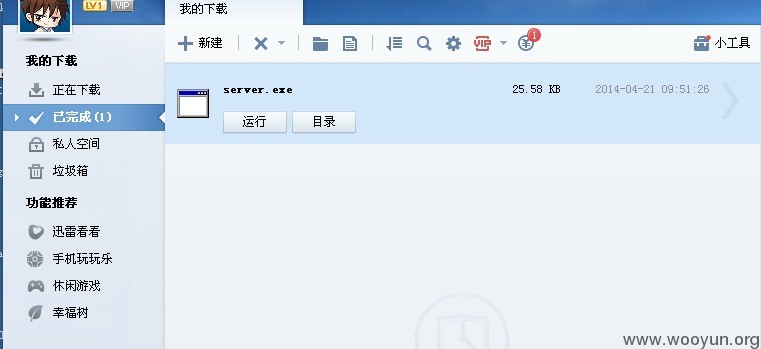 LV1 VIP
我的下载
我的下载
新建
VIP
1
小工具
正在下载
已完成(1)
私人空间
垃圾箱
功能推荐
迅雷看看
手机玩玩乐
休闲游戏
幸福树
server.exe
25.58 KB
2014-04-21 09:51:26
运行
目录
www.wooyun.org